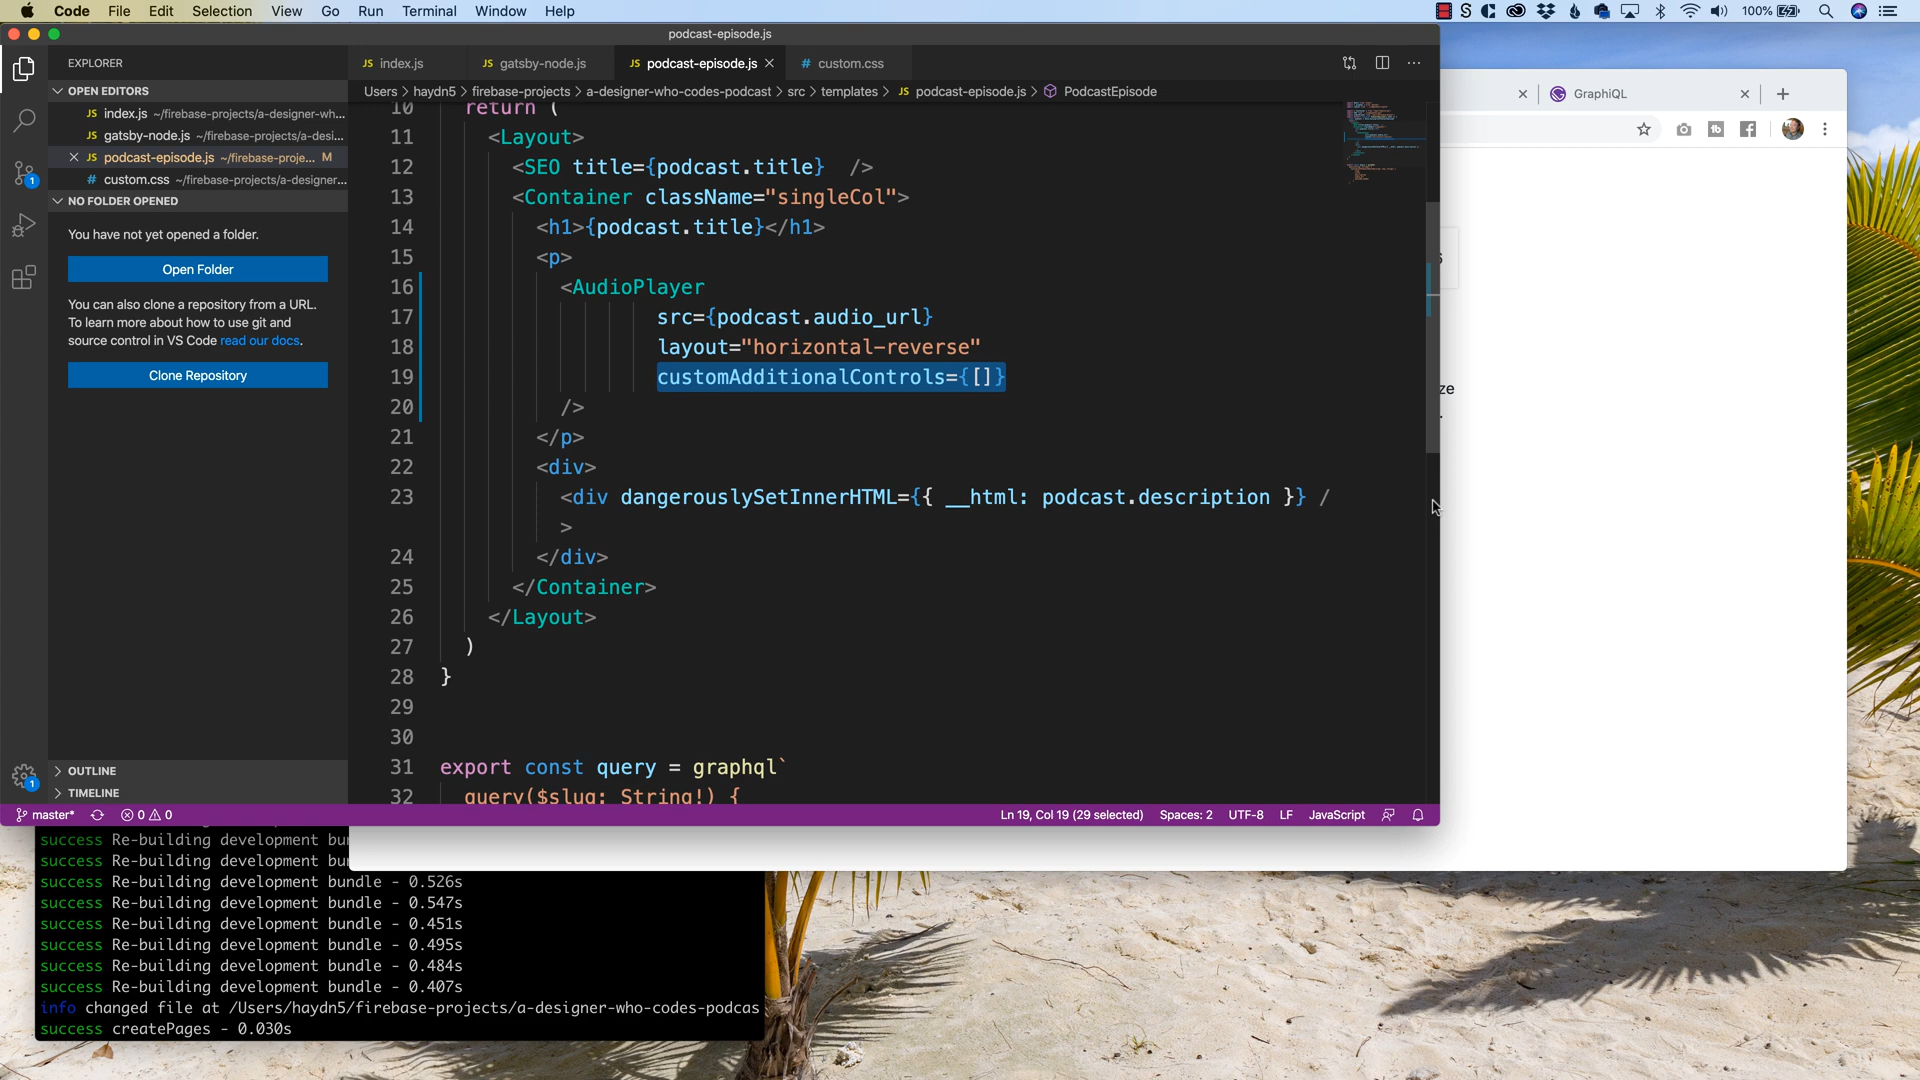 Code File Edit Selection View Go Run Terminal Window Help
100%
podcast-episode.js
EXPLORER
JS index.js
JS gatsby-node.js
JS podcast-episode.js
# custom.css
OPEN EDITORS
Users > haydn5 > firebase-projects > a-designer-who-codes-podcast > src > templates > JS podcast-episode.js > PodcastEpisode
GraphiQL
JS index.js ~/firebase-projects/a-designer-wh...
JS gatsby-node.js ~/firebase-projects/a-desi...
JS podcast-episode.js ~/firebase-proje... M
# custom.css ~/firebase-projects/a-designer...
NO FOLDER OPENED
You have not yet opened a folder.
Open Folder
You can also clone a repository from a URL.
To learn more about how to use git and
source control in VS Code read our docs.
Clone Repository
1
10 return (
11 <Layout>
12 <SEO title={podcast.title} />
13 <Container className="singleCol">
14 <h1>{podcast.title}</h1>
15 <p>
16 <AudioPlayer
17 src={podcast.audio_url}
18 layout="horizontal-reverse"
19 customAdditionalControls={[]}
20 />
21 </p>
22 <div>
23 <div dangerouslySetInnerHTML={{ __html: podcast.description }} /
>
24 </div>
25 </Container>
26 </Layout>
27 )
28 }
29
30
31 export const query = graphql`
32 query($slug: String!) {
ze
OUTLINE
TIMELINE
1
master* 0 0
Ln 19, Col 19 (29 selected) Spaces: 2 UTF-8 LF JavaScript
success Re-building development bun
success Re-building development bun
success Re-building development bundle - 0.526s
success Re-building development bundle - 0.547s
success Re-building development bundle - 0.451s
success Re-building development bundle - 0.495s
success Re-building development bundle - 0.484s
success Re-building development bundle - 0.407s
info changed file at /Users/haydn5/firebase-projects/a-designer-who-codes-podcas
success createPages - 0.030s